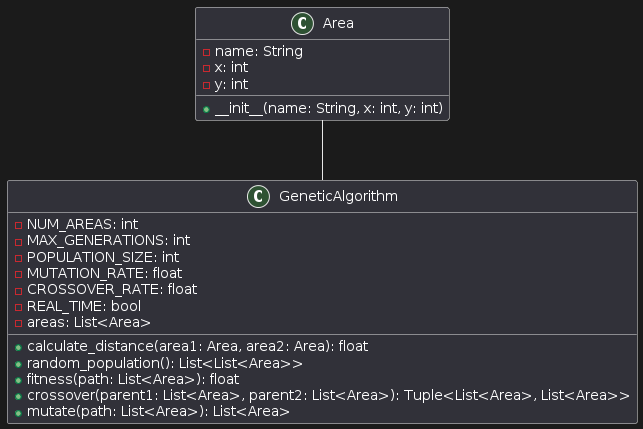 C Area
name: String
x: int
y: int
__init__(name: String, x: int, y: int)
C GeneticAlgorithm
NUM_AREAS: int
MAX_GENERATIONS: int
POPULATION_SIZE: int
MUTATION_RATE: float
CROSSOVER_RATE: float
REAL_TIME: bool
areas: List<Area>
calculate_distance(area1: Area, area2: Area): float
random_population(): List<List<Area>>
fitness(path: List<Area>): float
crossover(parent1: List<Area>, parent2: List<Area>): Tuple<List<Area>, List<Area>>
mutate(path: List<Area>): List<Area>